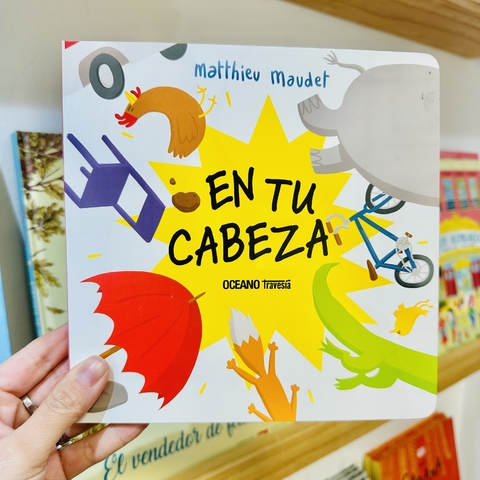 matthieu maudet
EN TU
CABEZA
OCEANO travesía
El vendedor de